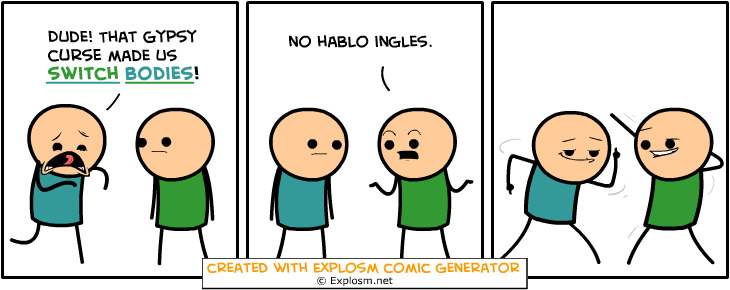 DUDE! THAT GYPSY
CURSE MADE US
SWITCH BODIES!
NO HABLO INGLES.
CREATED WITH EXPLOSM COMIC GENERATOR
© Explosm.net